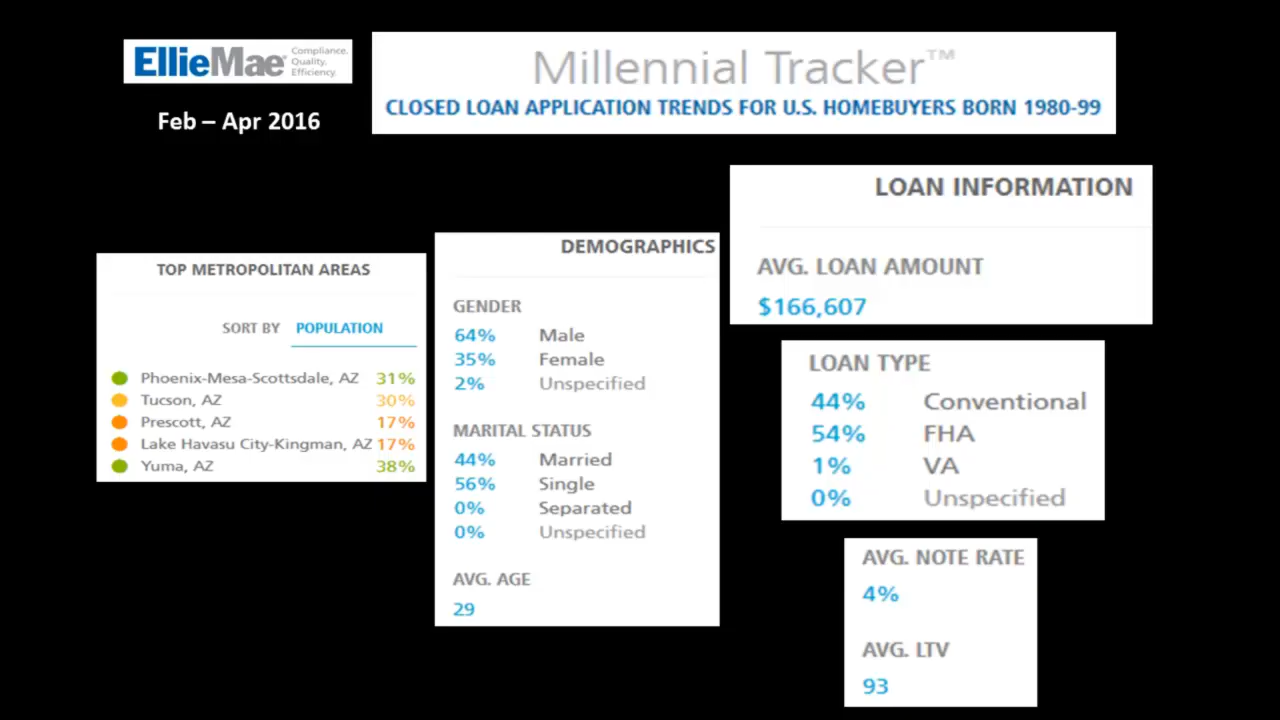 EllieMae® Compliance.
Quality.
Efficiency.
Feb – Apr 2016
Millennial Tracker™
CLOSED LOAN APPLICATION TRENDS FOR U.S. HOMEBUYERS BORN 1980-99
TOP METROPOLITAN AREAS
SORT BY POPULATION
Phoenix-Mesa-Scottsdale, AZ 31%
Tucson, AZ 30%
Prescott, AZ 17%
Lake Havasu City-Kingman, AZ 17%
Yuma, AZ 38%
DEMOGRAPHICS
GENDER
64% Male
35% Female
2% Unspecified
MARITAL STATUS
44% Married
56% Single
0% Separated
0% Unspecified
AVG. AGE
29
LOAN INFORMATION
AVG. LOAN AMOUNT
$166,607
LOAN TYPE
44% Conventional
54% FHA
1% VA
0% Unspecified
AVG. NOTE RATE
4%
AVG. LTV
93